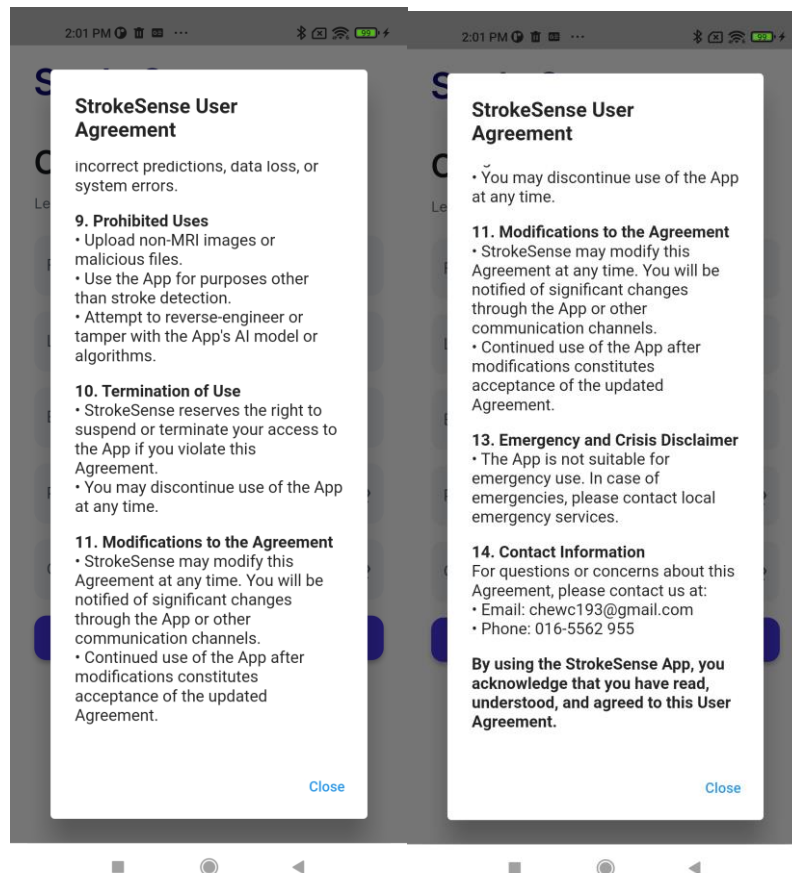 2:01 PM
99
StrokeSense User
Agreement
incorrect predictions, data loss, or
system errors.
9. Prohibited Uses
• Upload non-MRI images or
malicious files.
• Use the App for purposes other
than stroke detection.
• Attempt to reverse-engineer or
tamper with the App's AI model or
algorithms.
10. Termination of Use
• StrokeSense reserves the right to
suspend or terminate your access to
the App if you violate this
Agreement.
• You may discontinue use of the App
at any time.
11. Modifications to the Agreement
• StrokeSense may modify this
Agreement at any time. You will be
notified of significant changes
through the App or other
communication channels.
• Continued use of the App after
modifications constitutes
acceptance of the updated
Agreement.
Close
2:01 PM
99
StrokeSense User
Agreement
• You may discontinue use of the App
at any time.
11. Modifications to the Agreement
• StrokeSense may modify this
Agreement at any time. You will be
notified of significant changes
through the App or other
communication channels.
• Continued use of the App after
modifications constitutes
acceptance of the updated
Agreement.
13. Emergency and Crisis Disclaimer
• The App is not suitable for
emergency use. In case of
emergencies, please contact local
emergency services.
14. Contact Information
For questions or concerns about this
Agreement, please contact us at:
• Email: chewc193@gmail.com
• Phone: 016-5562 955
By using the StrokeSense App, you
acknowledge that you have read,
understood, and agreed to this User
Agreement.
Close